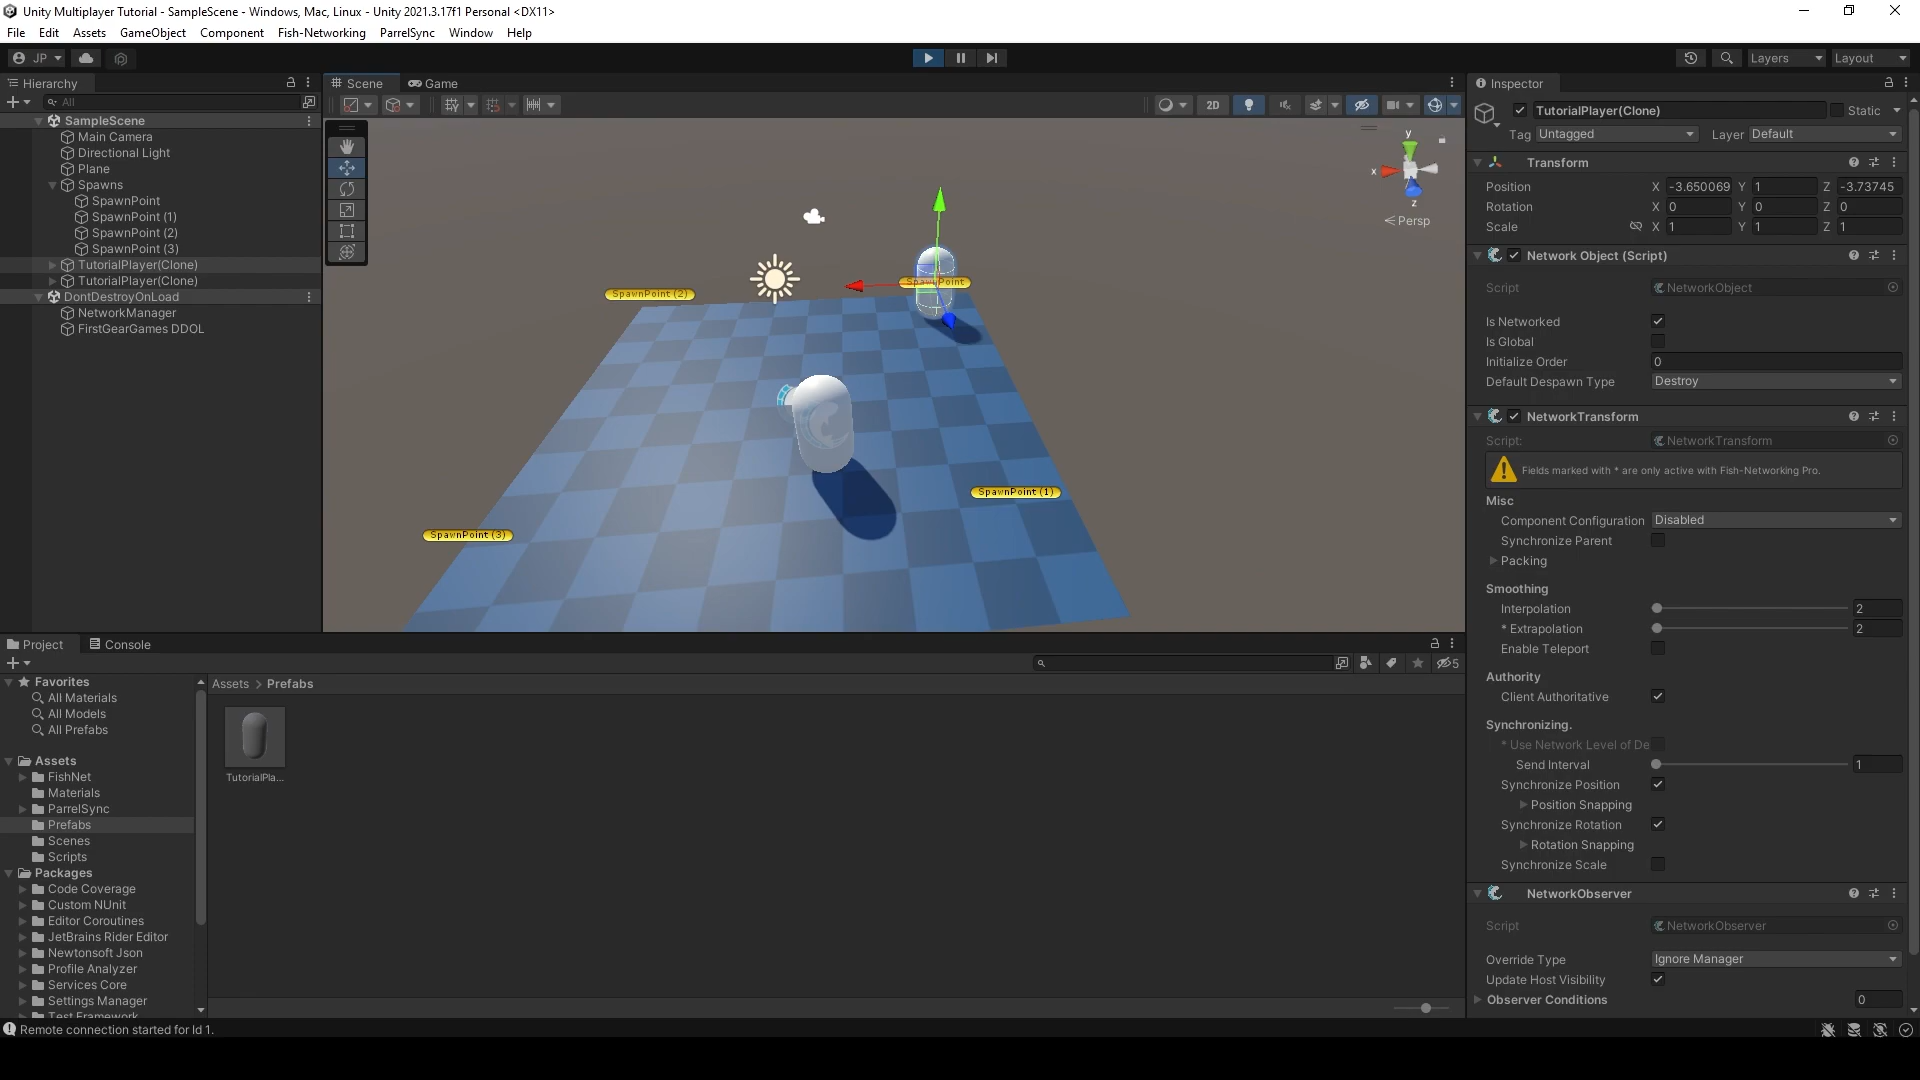 Unity Multiplayer Tutorial - SampleScene - Windows, Mac, Linux - Unity 2021.3.17f1 Personal <DX11>
File Edit Assets GameObject Component Fish-Networking ParrelSync Window Help
JP Layers Layout
Hierarchy
All
SampleScene
Main Camera
Directional Light
Plane
Spawns
SpawnPoint
SpawnPoint (1)
SpawnPoint (2)
SpawnPoint (3)
TutorialPlayer(Clone)
TutorialPlayer(Clone)
DontDestroyOnLoad
NetworkManager
FirstGearGames DDOL
Scene Game
2D
y
x
z
Persp
SpawnPoint
SpawnPoint (2)
SpawnPoint (1)
SpawnPoint (3)
Inspector
TutorialPlayer(Clone) Static
Tag Untagged Layer Default
Transform
Position X -3.650069 Y 1 Z -3.73745
Rotation X 0 Y 0 Z 0
Scale X 1 Y 1 Z 1
Network Object (Script)
Script NetworkObject
Is Networked
Is Global
Initialize Order 0
Default Despawn Type Destroy
NetworkTransform
Script: NetworkTransform
Fields marked with * are only active with Fish-Networking Pro.
Misc
Component Configuration Disabled
Synchronize Parent
Packing
Smoothing
Interpolation 2
* Extrapolation 2
Enable Teleport
Authority
Client Authoritative
Synchronizing.
* Use Network Level of De
Send Interval 1
Synchronize Position
Position Snapping
Synchronize Rotation
Rotation Snapping
Synchronize Scale
NetworkObserver
Script NetworkObserver
Override Type Ignore Manager
Update Host Visibility
Observer Conditions 0
Project Console
5
Favorites
All Materials
All Models
All Prefabs
Assets
FishNet
Materials
ParrelSync
Prefabs
Scenes
Scripts
Packages
Code Coverage
Custom NUnit
Editor Coroutines
JetBrains Rider Editor
Newtonsoft Json
Profile Analyzer
Services Core
Settings Manager
Test Framework
Assets > Prefabs
TutorialPla...
Remote connection started for Id 1.